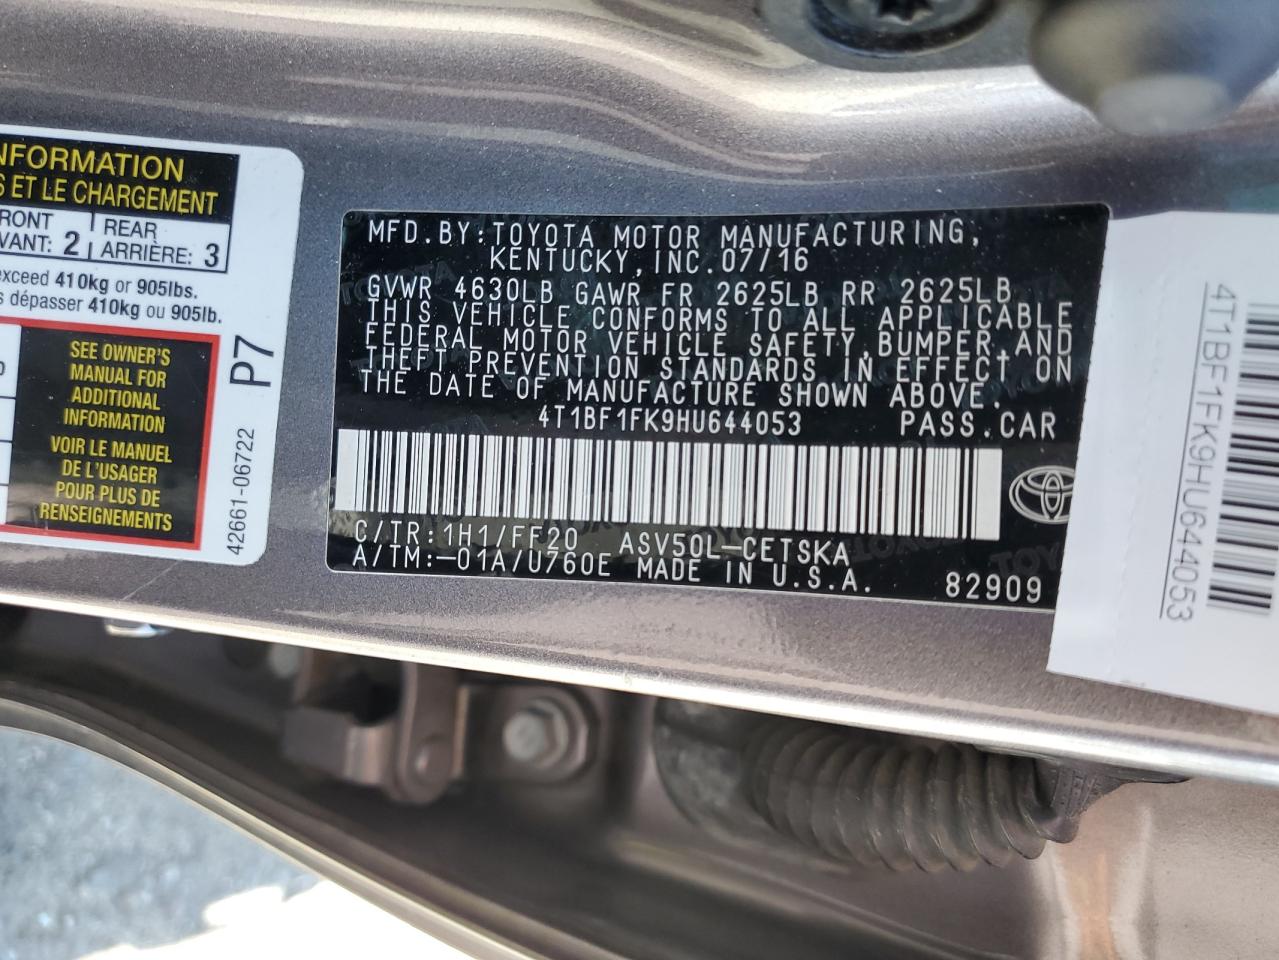 NFORMATION
S ET LE CHARGEMENT
RONT
VANT: 2
REAR
ARRIÈRE: 3
exceed 410kg or 905lbs.
s dépasser 410kg ou 905lb.
SEE OWNER'S
MANUAL FOR
ADDITIONAL
INFORMATION
VOIR LE MANUEL
DE L'USAGER
POUR PLUS DE
RENSEIGNEMENTS
P7
42661-06722
MFD.BY:TOYOTA MOTOR MANUFACTURING,
KENTUCKY,INC.07/16
GVWR 4630LB GAWR FR 2625LB RR 2625LB
THIS VEHICLE CONFORMS TO ALL APPLICABLE
FEDERAL MOTOR VEHICLE SAFETY,BUMPER,AND
THEFT PREVENTION STANDARDS IN EFFECT ON
THE DATE OF MANUFACTURE SHOWN ABOVE.
4T1BF1FK9HU644053 PASS.CAR
C/TR:1H1/FF20 ASV50L-CETSKA
A/TM:-01A/U760E MADE IN U.S.A. 82909
4T1BF1FK9HU644053